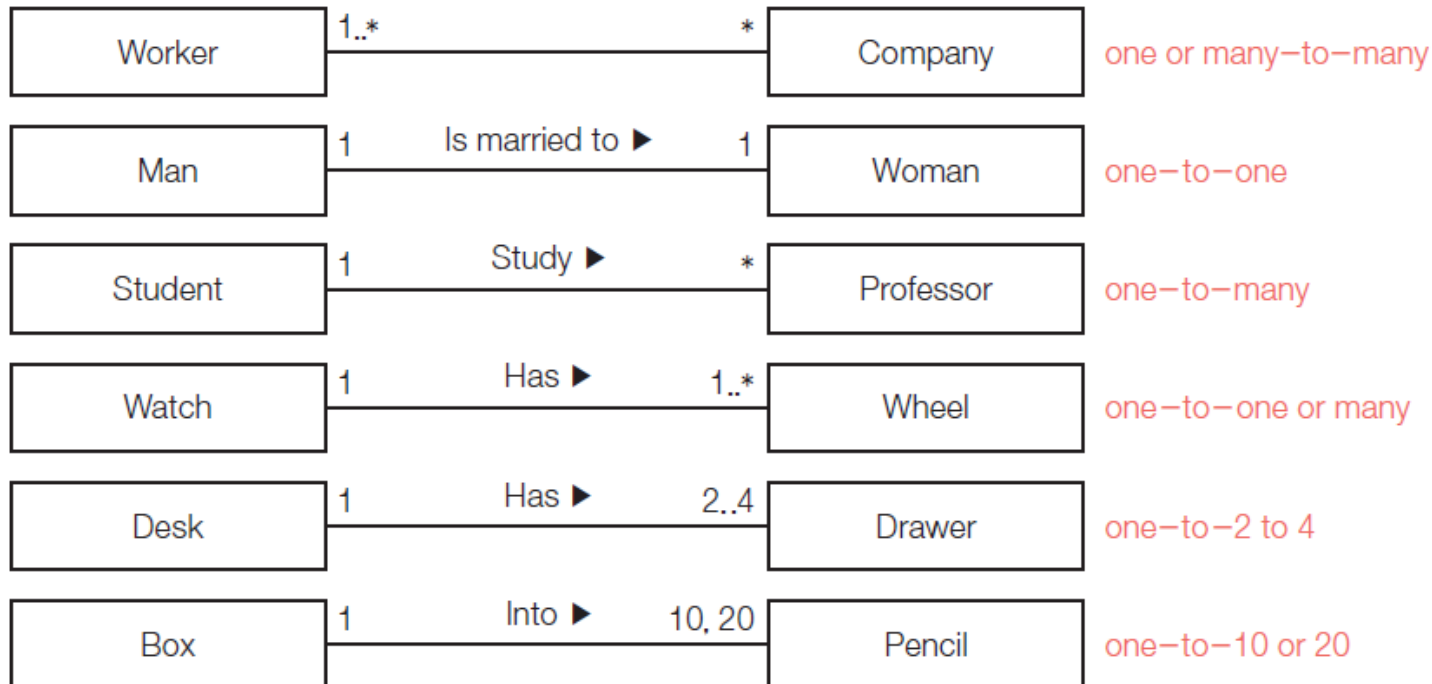 1..* *
Worker Company one or many-to-many
1 Is married to ▶ 1
Man Woman one-to-one
1 Study ▶ *
Student Professor one-to-many
1 Has ▶ 1..*
Watch Wheel one-to-one or many
1 Has ▶ 2..4
Desk Drawer one-to-2 to 4
1 Into ▶ 10, 20
Box Pencil one-to-10 or 20